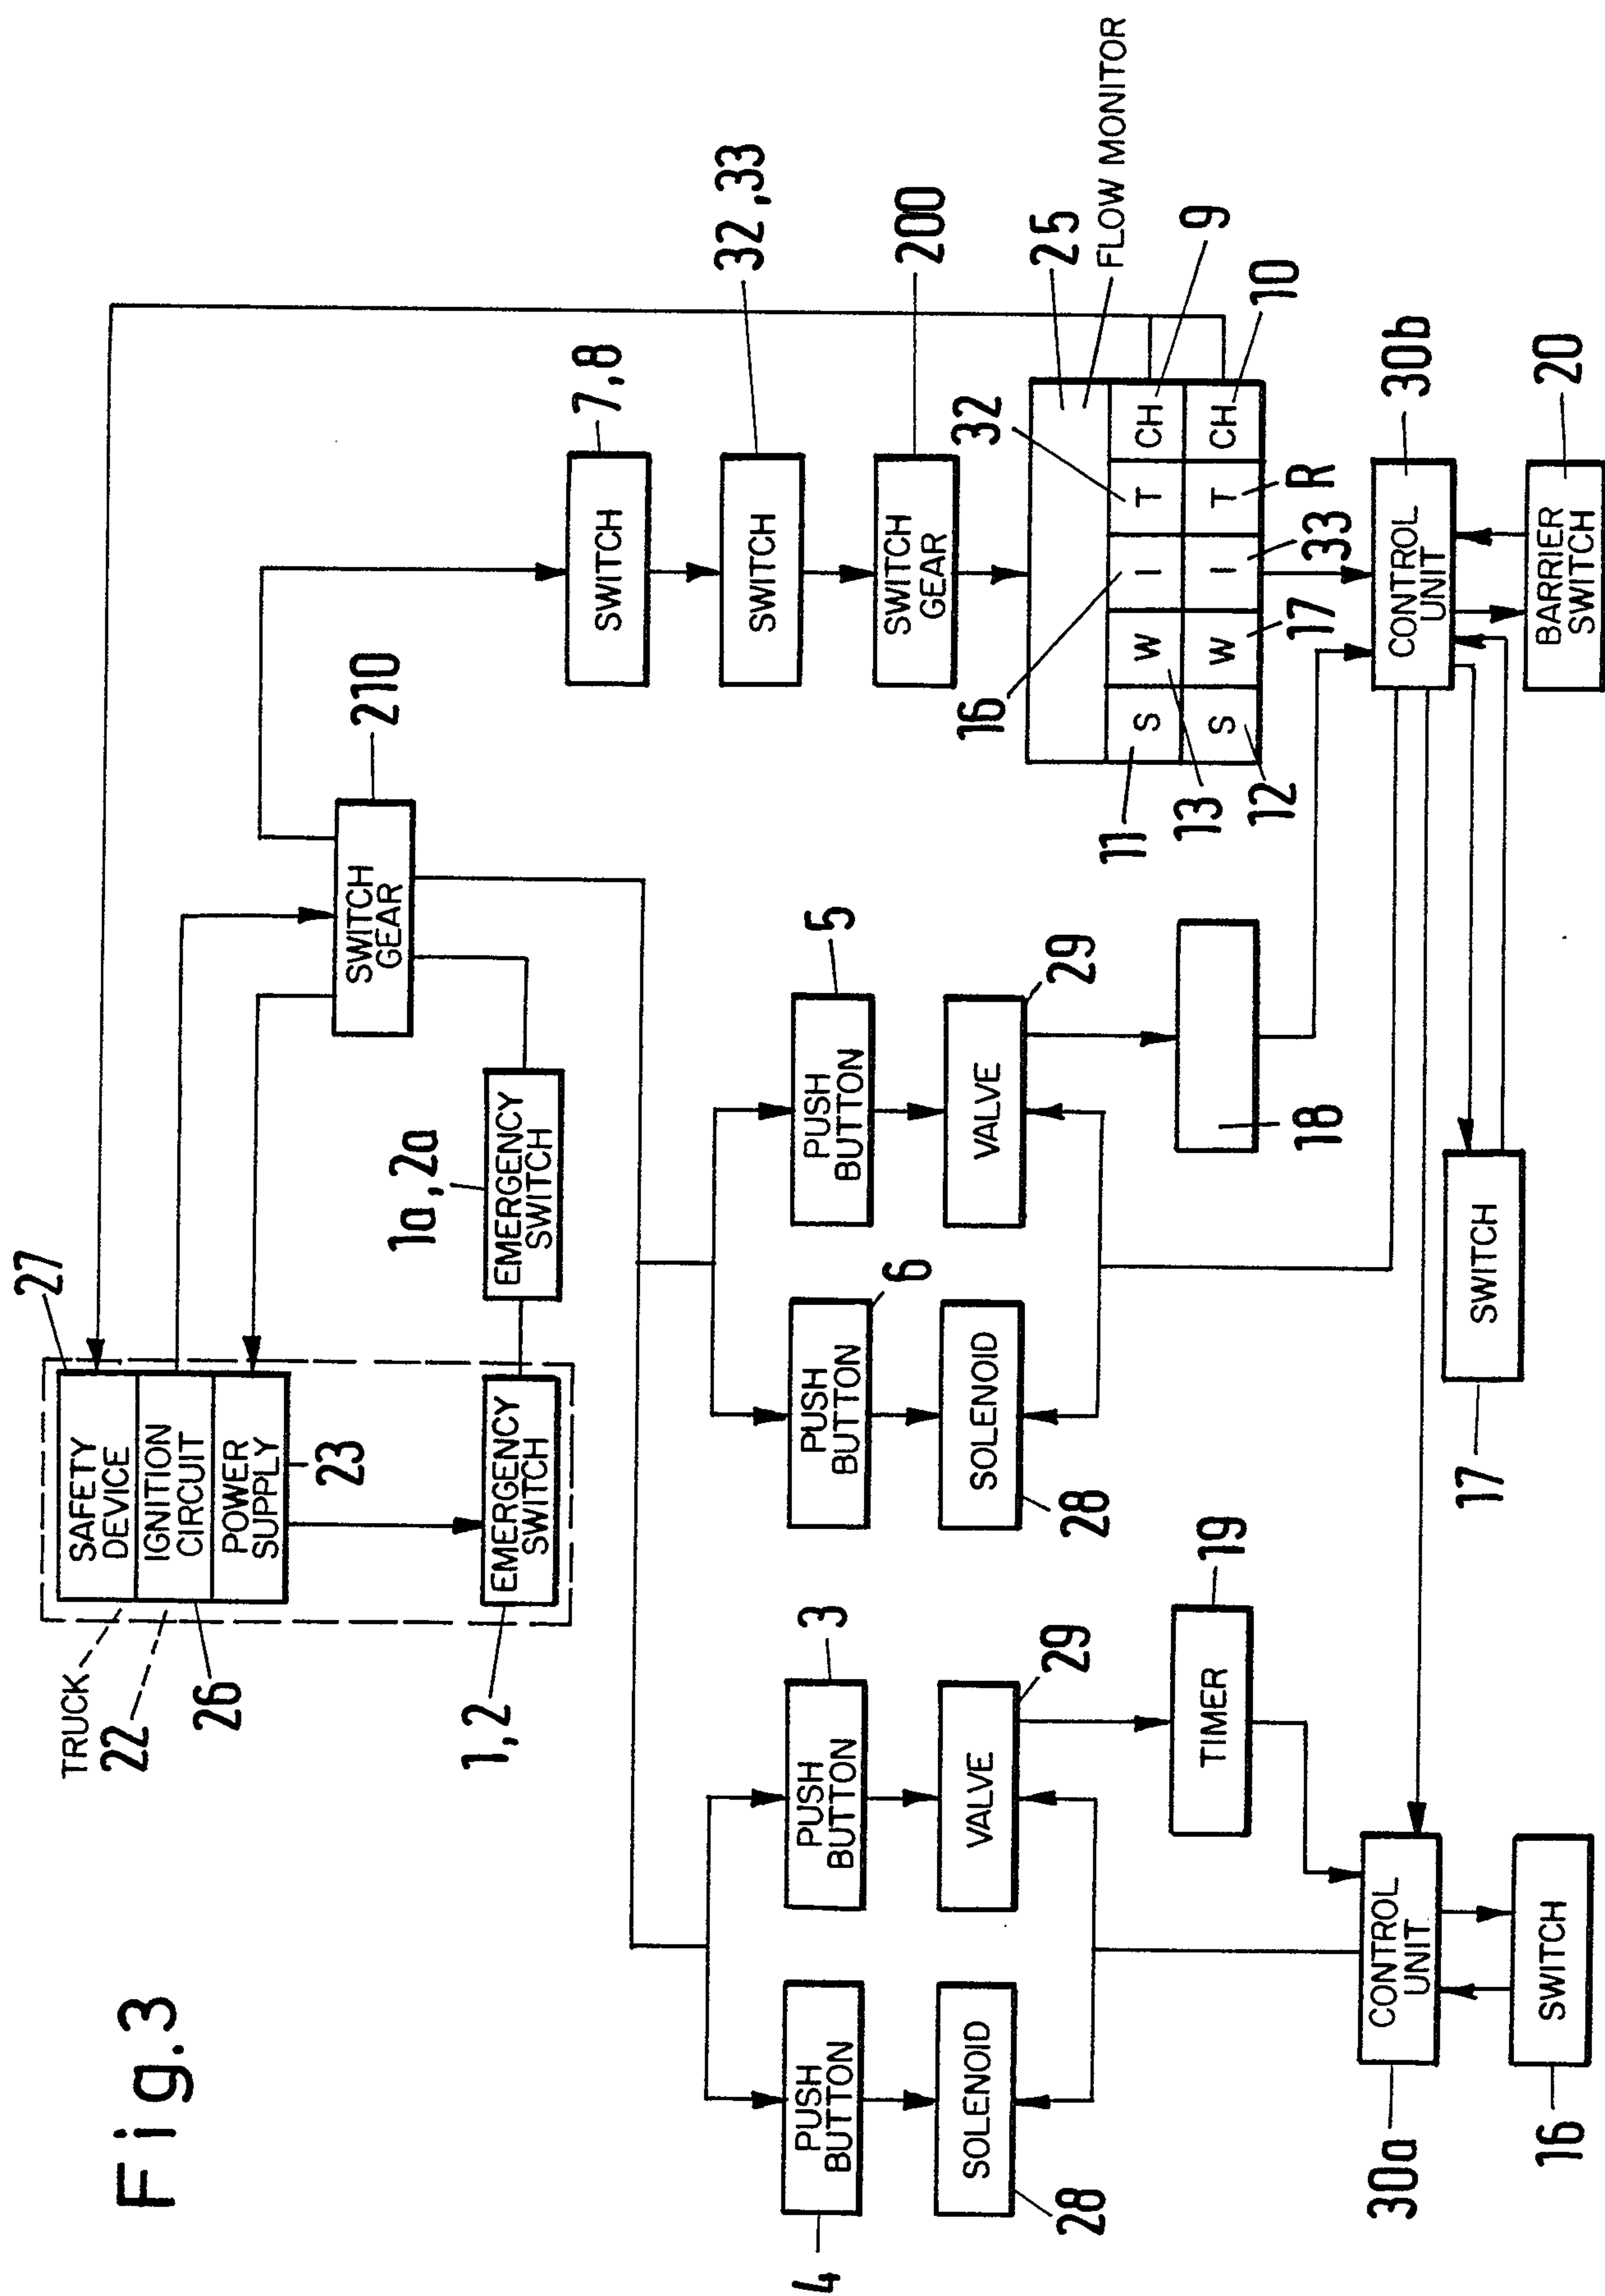 Fig.3
TRUCK
22
26
27
SAFETY
DEVICE
IGNITION
CIRCUIT
POWER
SUPPLY
23
EMERGENCY
SWITCH
1,2
EMERGENCY
SWITCH
1a,2a
SWITCH
GEAR
210
SWITCH
7,8
SWITCH
32,33
SWITCH
GEAR
200
25
FLOW MONITOR
16
32
9
S
W
I
T
CH
S
W
I
T
CH
11
13
12
17
33
R
10
PUSH
BUTTON
4
PUSH
BUTTON
3
PUSH
BUTTON
6
PUSH
BUTTON
5
SOLENOID
28
VALVE
29
SOLENOID
28
VALVE
29
TIMER
19
18
CONTROL
UNIT
30a
CONTROL
UNIT
30b
SWITCH
16
SWITCH
17
BARRIER
SWITCH
20